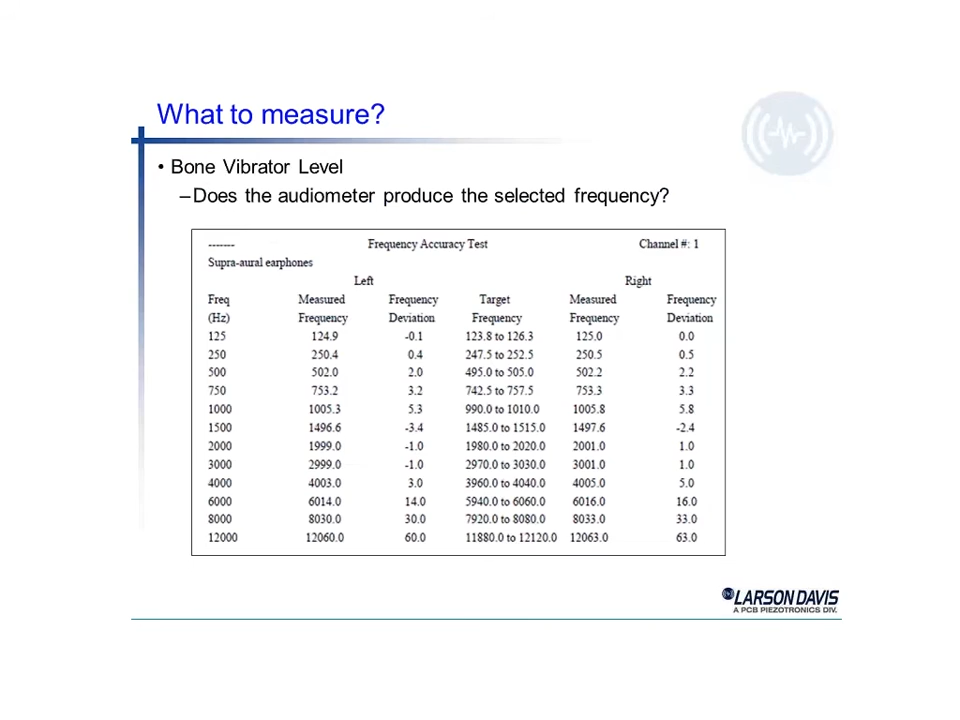 What to measure?
• Bone Vibrator Level
–Does the audiometer produce the selected frequency?
------- Frequency Accuracy Test Channel #: 1
Supra-aural earphones
Left Right
Freq Measured Frequency Target Measured Frequency
(Hz) Frequency Deviation Frequency Frequency Deviation
125 124.9 -0.1 123.8 to 126.3 125.0 0.0
250 250.4 0.4 247.5 to 252.5 250.5 0.5
500 502.0 2.0 495.0 to 505.0 502.2 2.2
750 753.2 3.2 742.5 to 757.5 753.3 3.3
1000 1005.3 5.3 990.0 to 1010.0 1005.8 5.8
1500 1496.6 -3.4 1485.0 to 1515.0 1497.6 -2.4
2000 1999.0 -1.0 1980.0 to 2020.0 2001.0 1.0
3000 2999.0 -1.0 2970.0 to 3030.0 3001.0 1.0
4000 4003.0 3.0 3960.0 to 4040.0 4005.0 5.0
6000 6014.0 14.0 5940.0 to 6060.0 6016.0 16.0
8000 8030.0 30.0 7920.0 to 8080.0 8033.0 33.0
12000 12060.0 60.0 11880.0 to 12120.0 12063.0 63.0
LARSON DAVIS
A PCB PIEZOTRONICS DIV.